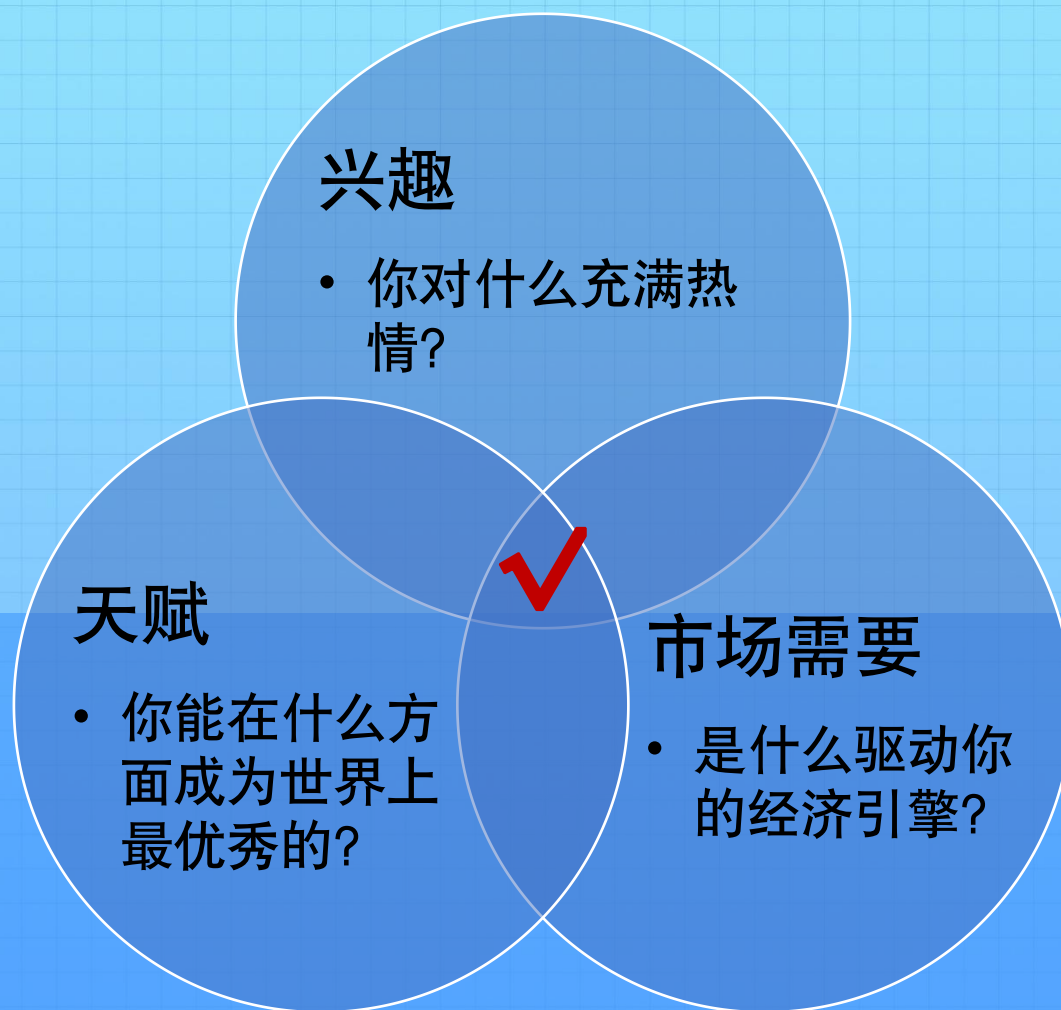 兴趣
• 你对什么充满热
情?
天赋
• 你能在什么方
面成为世界上
最优秀的?
市场需要
• 是什么驱动你
的经济引擎?